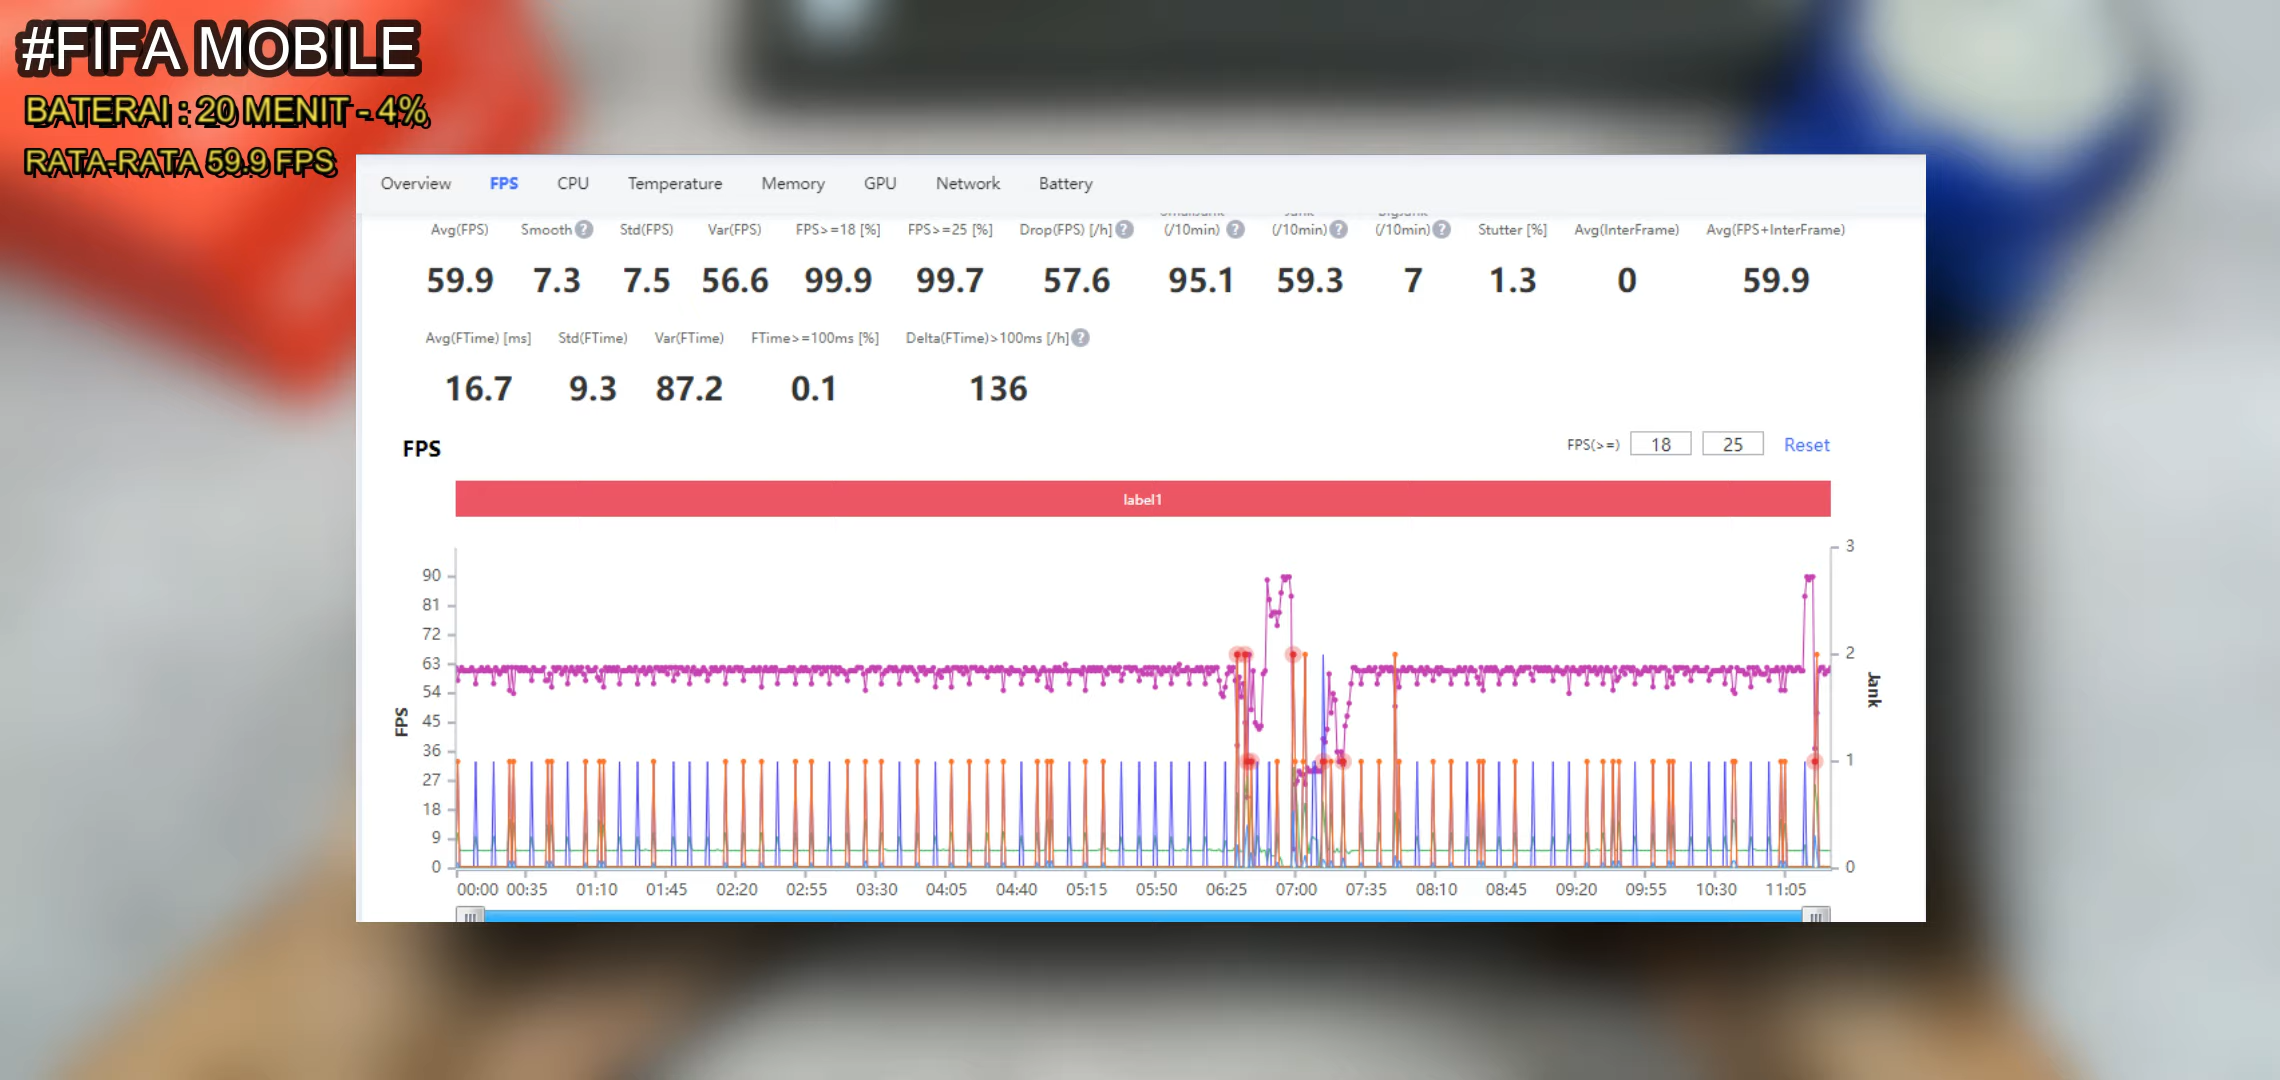 #FIFA MOBILE
BATERAI : 20 MENIT - 4%
RATA-RATA 59.9 FPS
Overview FPS CPU Temperature Memory GPU Network Battery
Avg(FPS) Smooth ? Std(FPS) Var(FPS) FPS>=18 [%] FPS>=25 [%] Drop(FPS) [/h] ? (/10min) ? (/10min) ? (/10min) ? Stutter [%] Avg(InterFrame) Avg(FPS+InterFrame)
59.9 7.3 7.5 56.6 99.9 99.7 57.6 95.1 59.3 7 1.3 0 59.9
Avg(FTime) [ms] Std(FTime) Var(FTime) FTime>=100ms [%] Delta(FTime)>100ms [/h] ?
16.7 9.3 87.2 0.1 136
FPS
FPS(>=) 18 25 Reset
label1
90
81
72
63
54
45
36
27
18
9
0
FPS
3
2
1
0
Jank
00:00 00:35 01:10 01:45 02:20 02:55 03:30 04:05 04:40 05:15 05:50 06:25 07:00 07:35 08:10 08:45 09:20 09:55 10:30 11:05